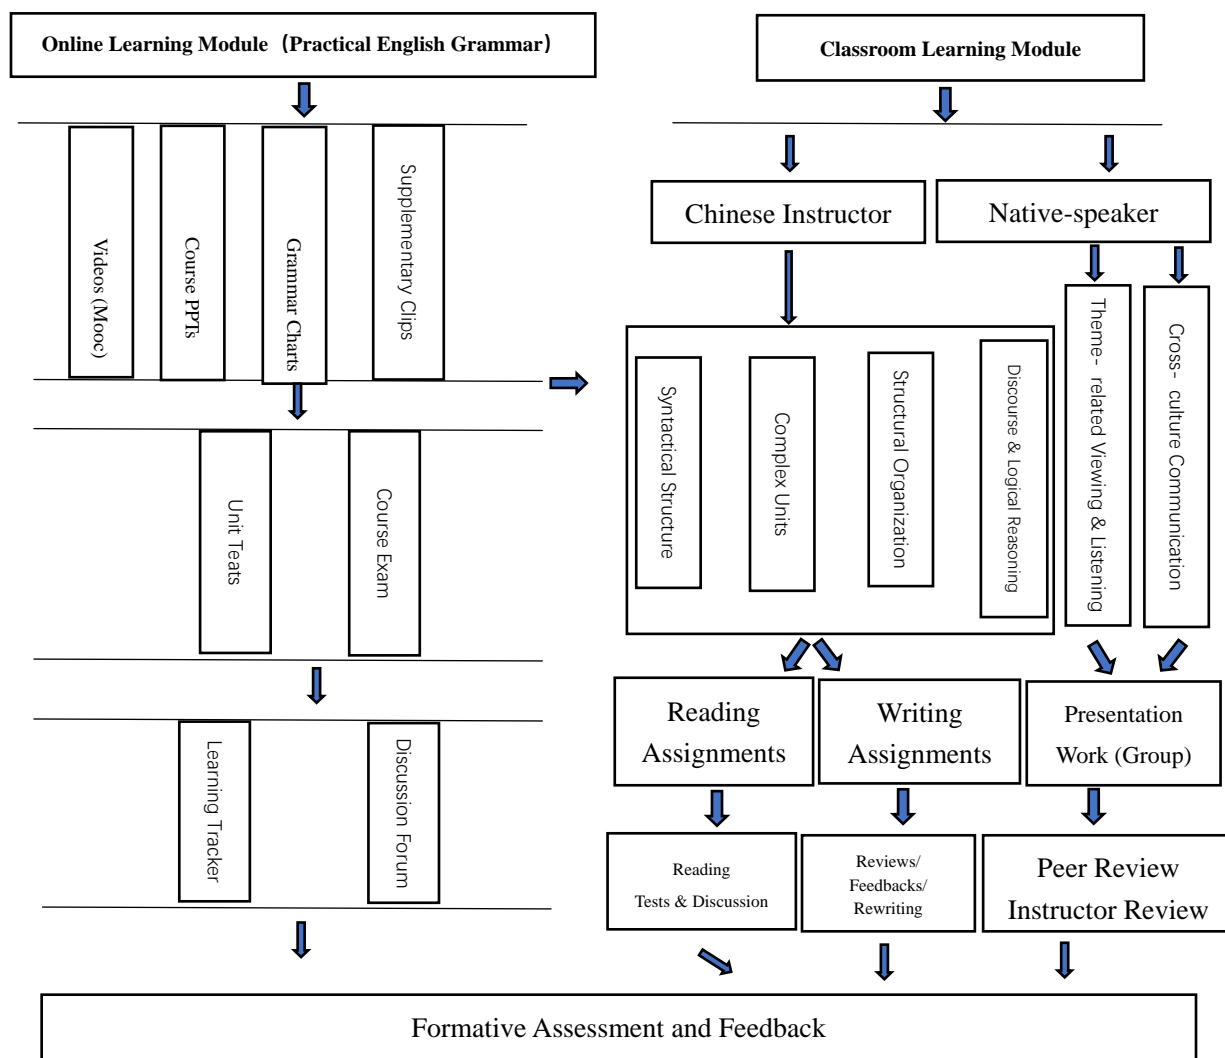 Online Learning Module（Practical English Grammar）
Videos (Mooc)
Course PPTs
Grammar Charts
Supplementary Clips
Unit Teats
Course Exam
Learning Tracker
Discussion Forum
Classroom Learning Module
Chinese Instructor
Native-speaker
Syntactical Structure
Complex Units
Structural Organization
Discourse & Logical Reasoning
Theme- related Viewing & Listening
Cross- culture Communication
Reading
Assignments
Writing
Assignments
Presentation
Work (Group)
Reading
Tests & Discussion
Reviews/
Feedbacks/
Rewriting
Peer Review
Instructor Review
Formative Assessment and Feedback